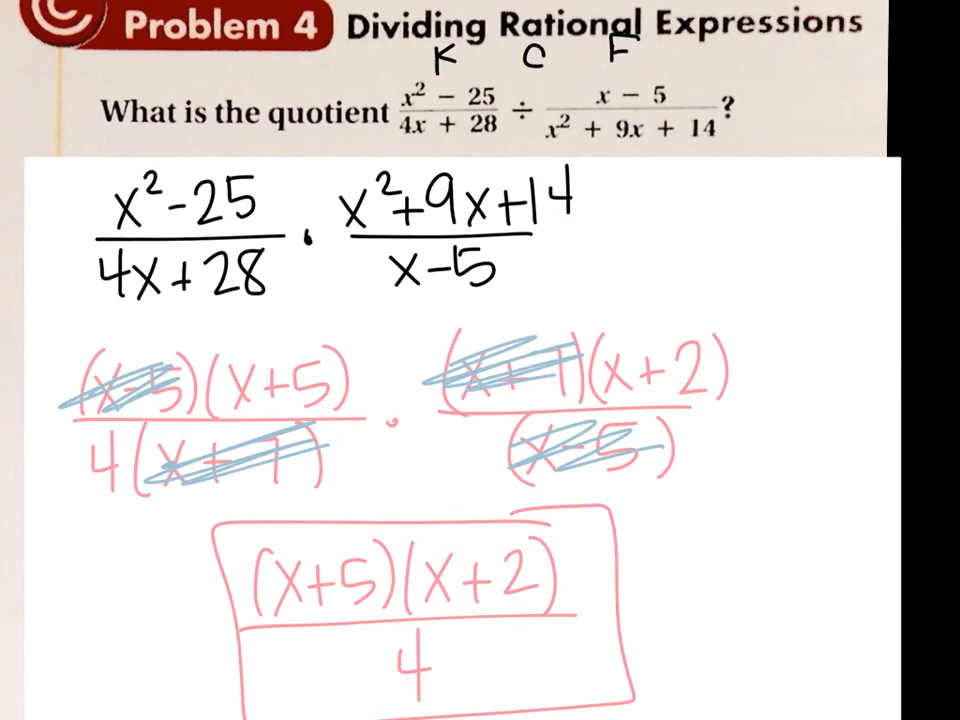 C Problem 4 Dividing Rational Expressions
K C F
What is the quotient (x² − 25)/(4x + 28) ÷ (x − 5)/(x² + 9x + 14)?
(x²-25)/(4x+28) · (x²+9x+14)/(x-5)
(x-5)(x+5)/4(x+7) · (x+7)(x+2)/(x-5)
(x+5)(x+2)/4